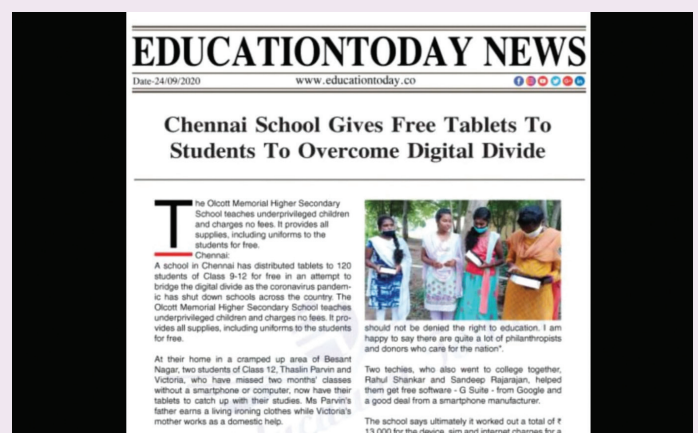 EDUCATIONTODAY NEWS
Date-24/09/2020
www.educationtoday.co
Chennai School Gives Free Tablets To
Students To Overcome Digital Divide
The Olcott Memorial Higher Secondary
School teaches underprivileged children
and charges no fees. It provides all
supplies, including uniforms to the
students for free.
Chennai:
A school in Chennai has distributed tablets to 120
students of Class 9-12 for free in an attempt to
bridge the digital divide as the coronavirus pandem-
ic has shut down schools across the country. The
Olcott Memorial Higher Secondary School teaches
underprivileged children and charges no fees. It pro-
vides all supplies, including uniforms to the students
for free.
At their home in a cramped up area of Besant
Nagar, two students of Class 12, Thaslin Parvin and
Victoria, who have missed two months' classes
without a smartphone or computer, now have their
tablets to catch up with their studies. Ms Parvin's
father earns a living ironing clothes while Victoria's
mother works as a domestic help.
should not be denied the right to education. I am
happy to say there are quite a lot of philanthropists
and donors who care for the nation".
Two techies, who also went to college together,
Rahul Shankar and Sandeep Rajarajan, helped
them get free software - G Suite - from Google and
a good deal from a smartphone manufacturer.
The school says ultimately it worked out a total of ₹
13,000 for the device, sim and internet charges for a